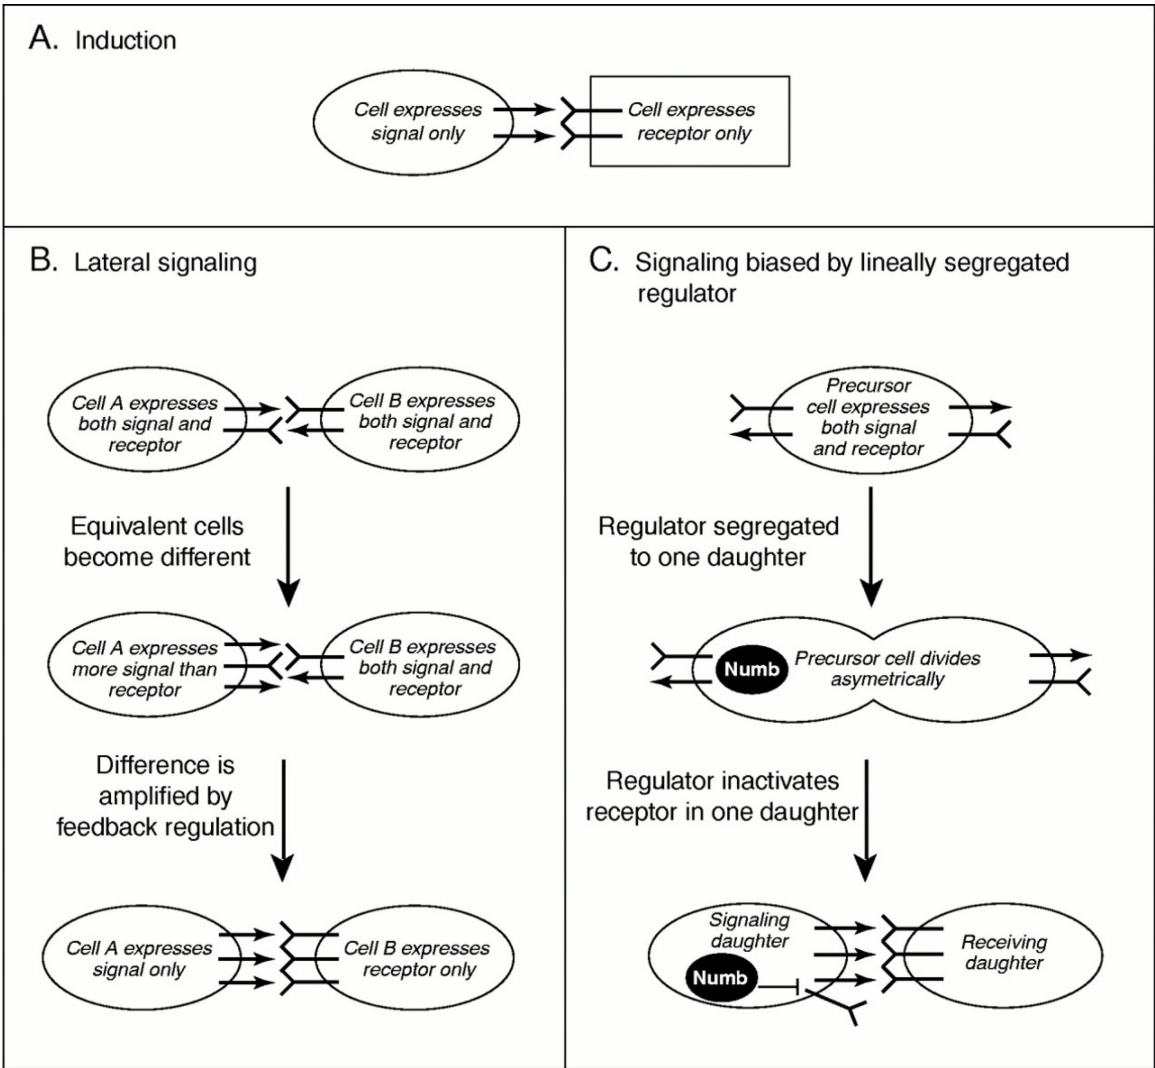 A. Induction
Cell expresses
signal only
Cell expresses
receptor only
B. Lateral signaling
Cell A expresses
both signal and
receptor
Cell B expresses
both signal and
receptor
Equivalent cells
become different
Cell A expresses
more signal than
receptor
Cell B expresses
both signal and
receptor
Difference is
amplified by
feedback regulation
Cell A expresses
signal only
Cell B expresses
receptor only
C. Signaling biased by lineally segregated
regulator
Precursor
cell expresses
both signal
and receptor
Regulator segregated
to one daughter
Numb
Precursor cell divides
asymetrically
Regulator inactivates
receptor in one daughter
Signaling
daughter
Numb
Receiving
daughter